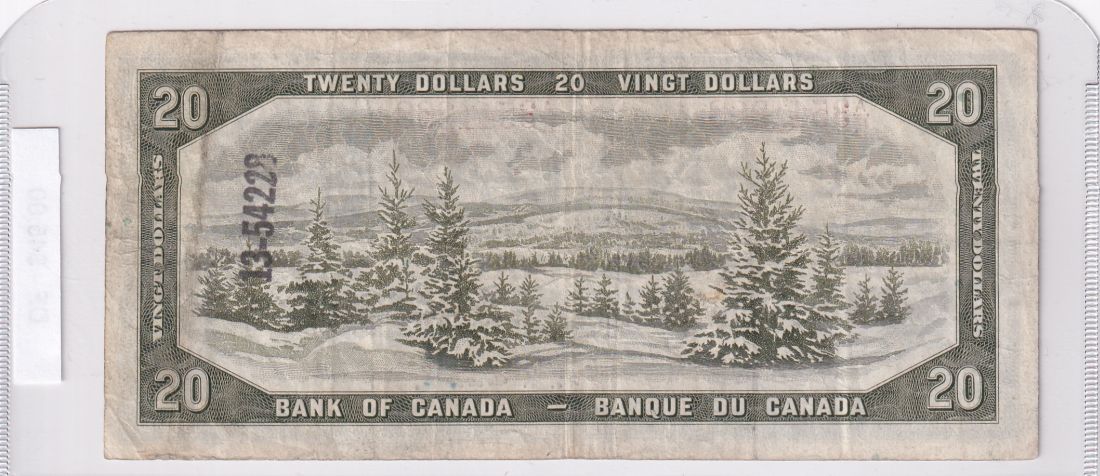 TWENTY DOLLARS 20 VINGT DOLLARS
20
20
VINGT DOLLARS
13-54228
TWENTY DOLLARS
20
20
BANK OF CANADA — BANQUE DU CANADA